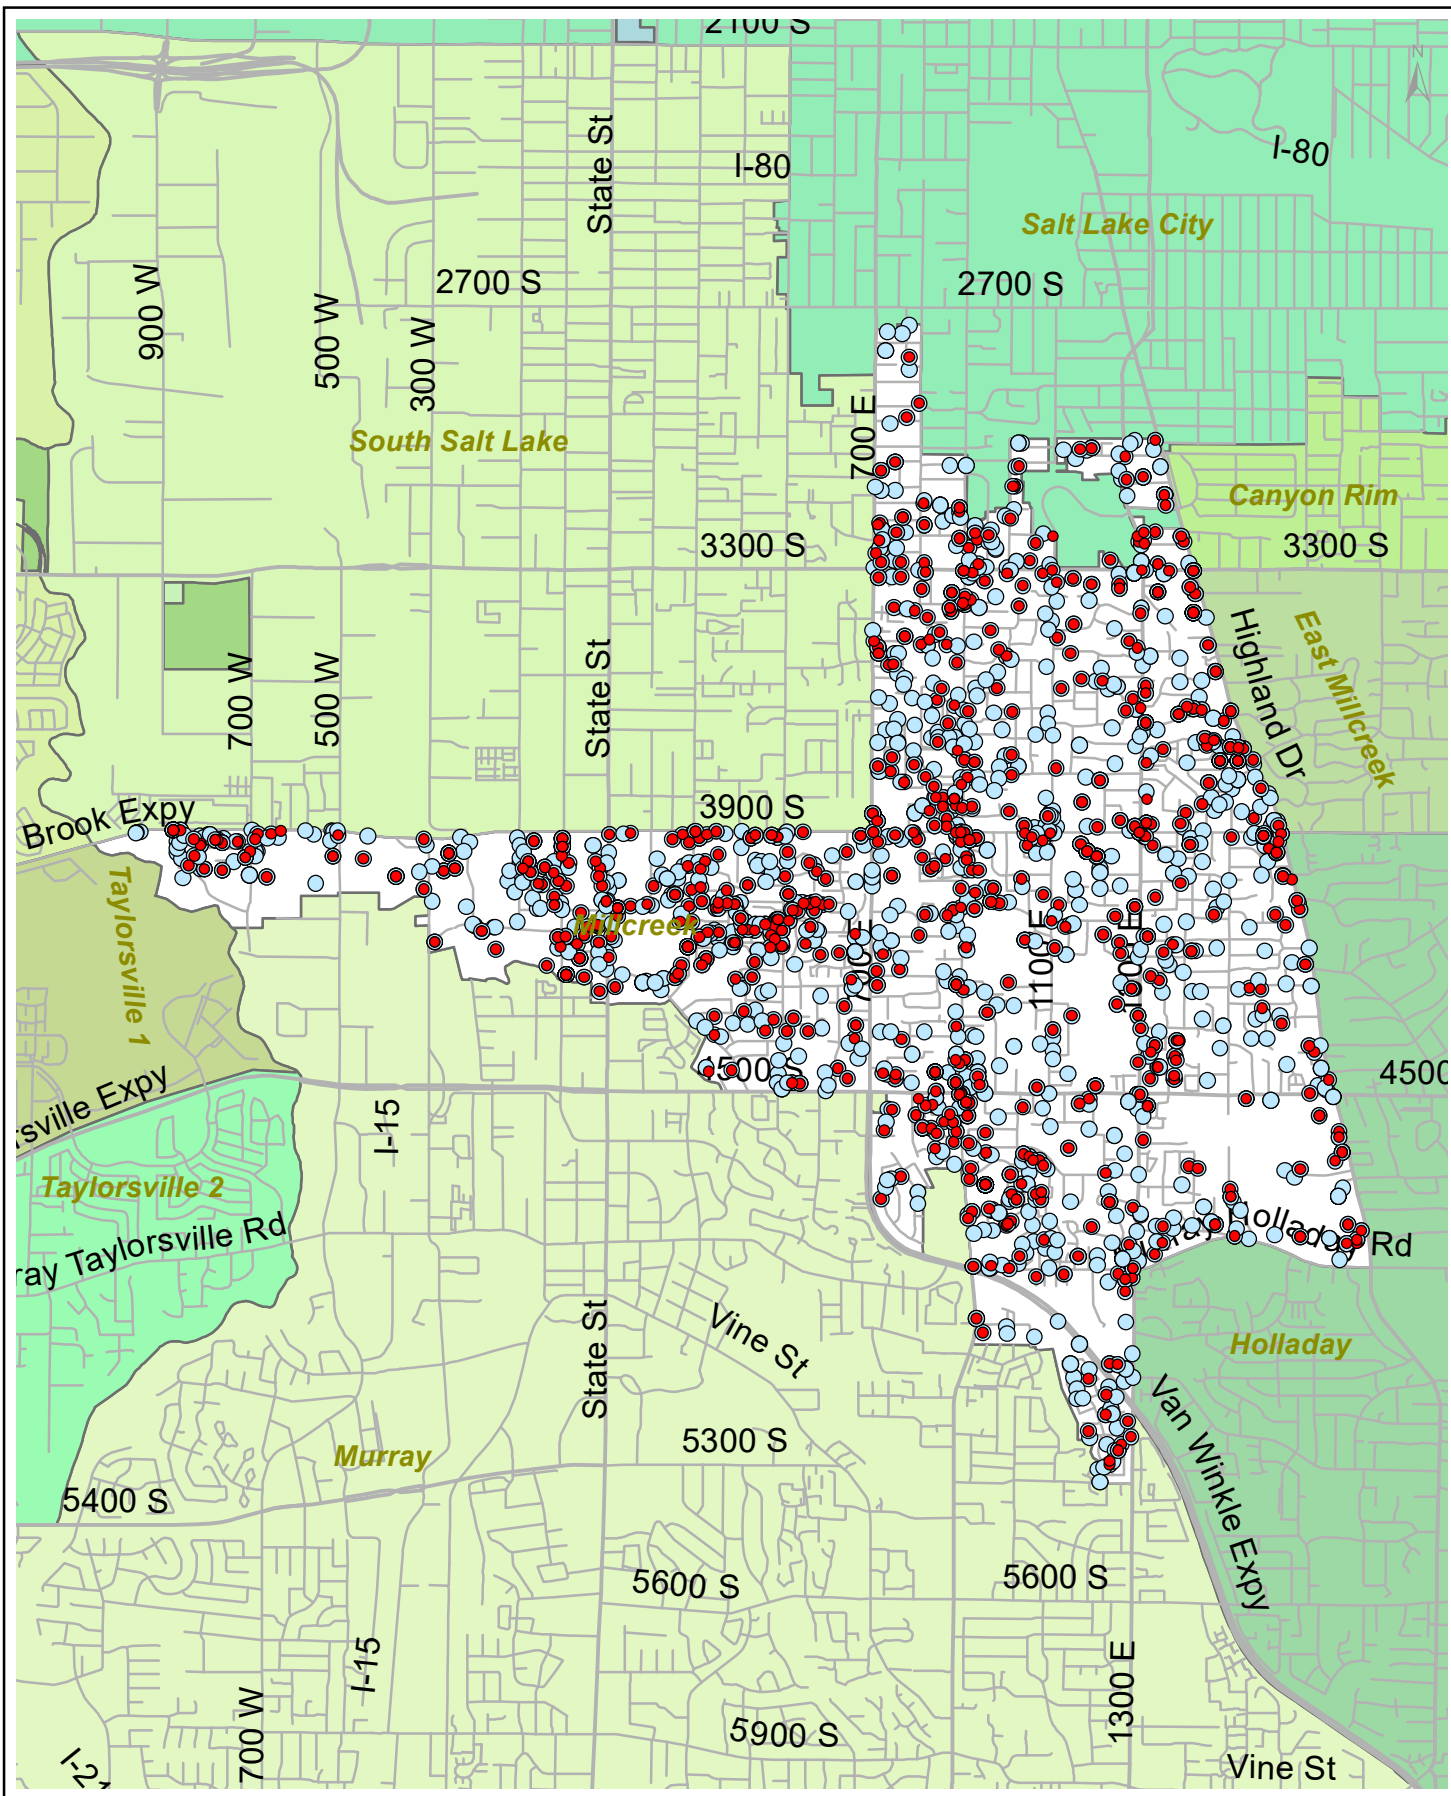 2100 S
N
I-80
I-80
State St
Salt Lake City
2700 S
2700 S
900 W
500 W
300 W
South Salt Lake
700 E
Canyon Rim
3300 S
3300 S
Highland Dr
East Millcreek
700 W
500 W
State St
Brook Expy
3900 S
Taylorsville 1
Millcreek
700 E
1100 E
1300 E
rsville Expy
4500 S
4500
I-15
Taylorsville 2
ray Taylorsville Rd
Holladay Rd
State St
Vine St
Holladay
Van Winkle Expy
Murray
5300 S
5400 S
5600 S
5600 S
I-15
1300 E
700 W
5900 S
I-21
Vine St